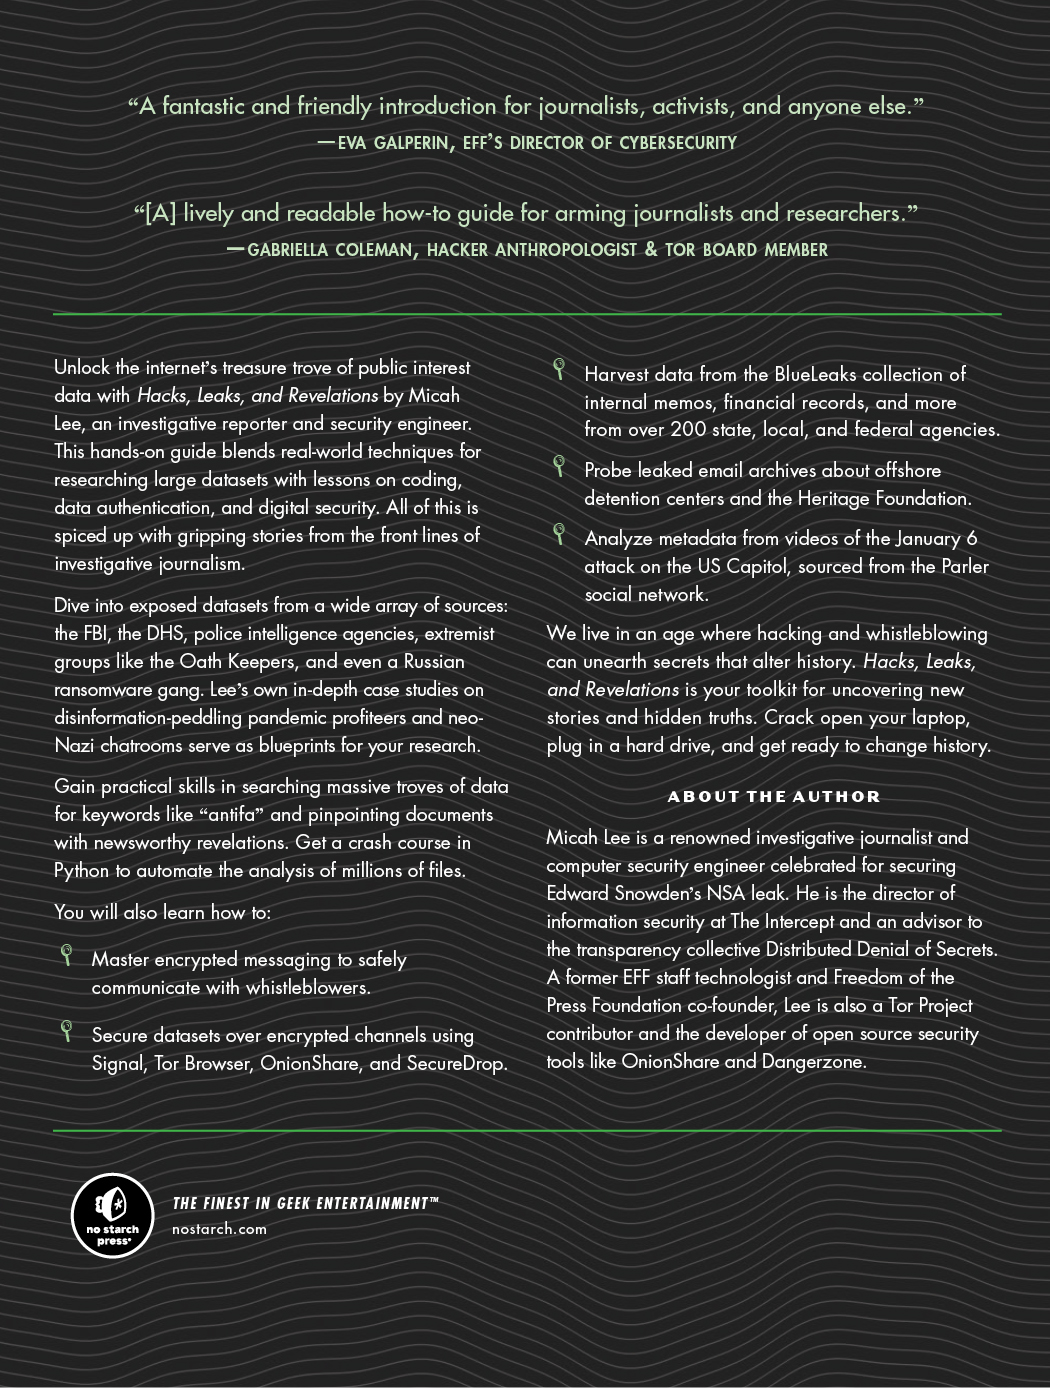 “A fantastic and friendly introduction for journalists, activists, and anyone else.”
—EVA GALPERIN, EFF’S DIRECTOR OF CYBERSECURITY
“[A] lively and readable how-to guide for arming journalists and researchers.”
—GABRIELLA COLEMAN, HACKER ANTHROPOLOGIST & TOR BOARD MEMBER
Unlock the internet’s treasure trove of public interest
data with Hacks, Leaks, and Revelations by Micah
Lee, an investigative reporter and security engineer.
This hands-on guide blends real-world techniques for
researching large datasets with lessons on coding,
data authentication, and digital security. All of this is
spiced up with gripping stories from the front lines of
investigative journalism.
Dive into exposed datasets from a wide array of sources:
the FBI, the DHS, police intelligence agencies, extremist
groups like the Oath Keepers, and even a Russian
ransomware gang. Lee’s own in-depth case studies on
disinformation-peddling pandemic profiteers and neo-
Nazi chatrooms serve as blueprints for your research.
Gain practical skills in searching massive troves of data
for keywords like “antifa” and pinpointing documents
with newsworthy revelations. Get a crash course in
Python to automate the analysis of millions of files.
You will also learn how to:
Master encrypted messaging to safely
communicate with whistleblowers.
Secure datasets over encrypted channels using
Signal, Tor Browser, OnionShare, and SecureDrop.
Harvest data from the BlueLeaks collection of
internal memos, financial records, and more
from over 200 state, local, and federal agencies.
Probe leaked email archives about offshore
detention centers and the Heritage Foundation.
Analyze metadata from videos of the January 6
attack on the US Capitol, sourced from the Parler
social network.
We live in an age where hacking and whistleblowing
can unearth secrets that alter history. Hacks, Leaks,
and Revelations is your toolkit for uncovering new
stories and hidden truths. Crack open your laptop,
plug in a hard drive, and get ready to change history.
ABOUT THE AUTHOR
Micah Lee is a renowned investigative journalist and
computer security engineer celebrated for securing
Edward Snowden’s NSA leak. He is the director of
information security at The Intercept and an advisor to
the transparency collective Distributed Denial of Secrets.
A former EFF staff technologist and Freedom of the
Press Foundation co-founder, Lee is also a Tor Project
contributor and the developer of open source security
tools like OnionShare and Dangerzone.
no starch
press®
THE FINEST IN GEEK ENTERTAINMENT™
nostarch.com